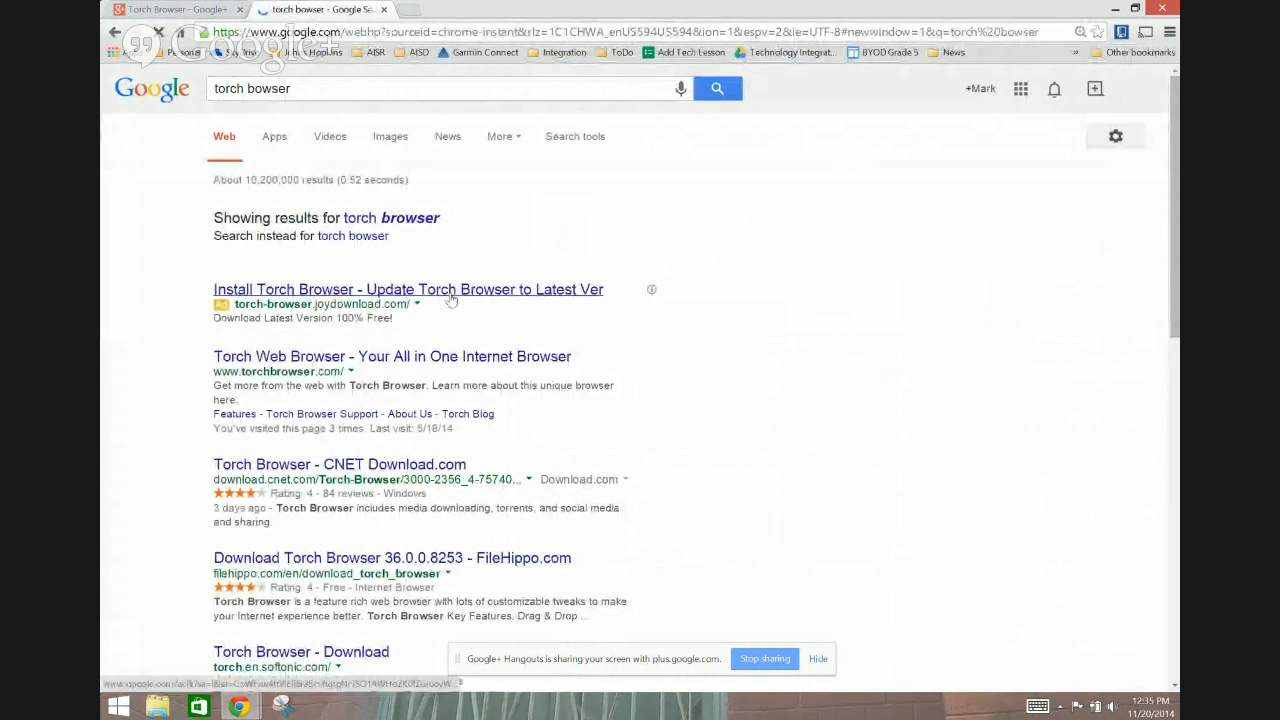 Torch Browser - Google+
torch bowser - Google Se
Google+
https://www.google.com/webhp?sourceid=chrome-instant&rlz=1C1CHWA_enUS594US594&ion=1&espv=2&ie=UTF-8#newwindow=1&q=torch%20bowser
Personal
AISR
AISD
Garmin Connect
Integration
ToDo
Add Tech Lesson
Technology Integrat...
BYOD 9 Week
News
»
Other bookmarks
Google
torch bowser
+Mark
Web
Apps
Videos
Images
News
More
Search tools
About 10,200,000 results (0.52 seconds)
Showing results for torch browser
Search instead for torch bowser
Install Torch Browser - Update Torch Browser to Latest Ver
Ad torch-browser.joydownload.com/
Download Latest Version 100% Free!
Torch Web Browser - Your All in One Internet Browser
www.torchbrowser.com/
Get more from the web with Torch Browser. Learn more about this unique browser
here.
Features - Torch Browser Support - About Us - Torch Blog
You've visited this page 3 times. Last visit: 5/18/14
Torch Browser - CNET Download.com
download.cnet.com/Torch-Browser/3000-2356_4-75740... Download.com
Rating: 4 - 84 reviews - Windows
3 days ago - Torch Browser includes media downloading, torrents, and social media
and sharing.
Download Torch Browser 36.0.0.8253 - FileHippo.com
filehippo.com/en/download_torch_browser
Rating: 4 - Free - Internet Browser
Torch Browser is a feature rich web browser with lots of customizable tweaks to make
your Internet experience better. Torch Browser Key Features. Drag & Drop ...
Torch Browser - Download
torch.en.softonic.com/
Google+ Hangouts is sharing your screen with plus.google.com.
Stop sharing
Hide
12:35 PM
11/20/2014